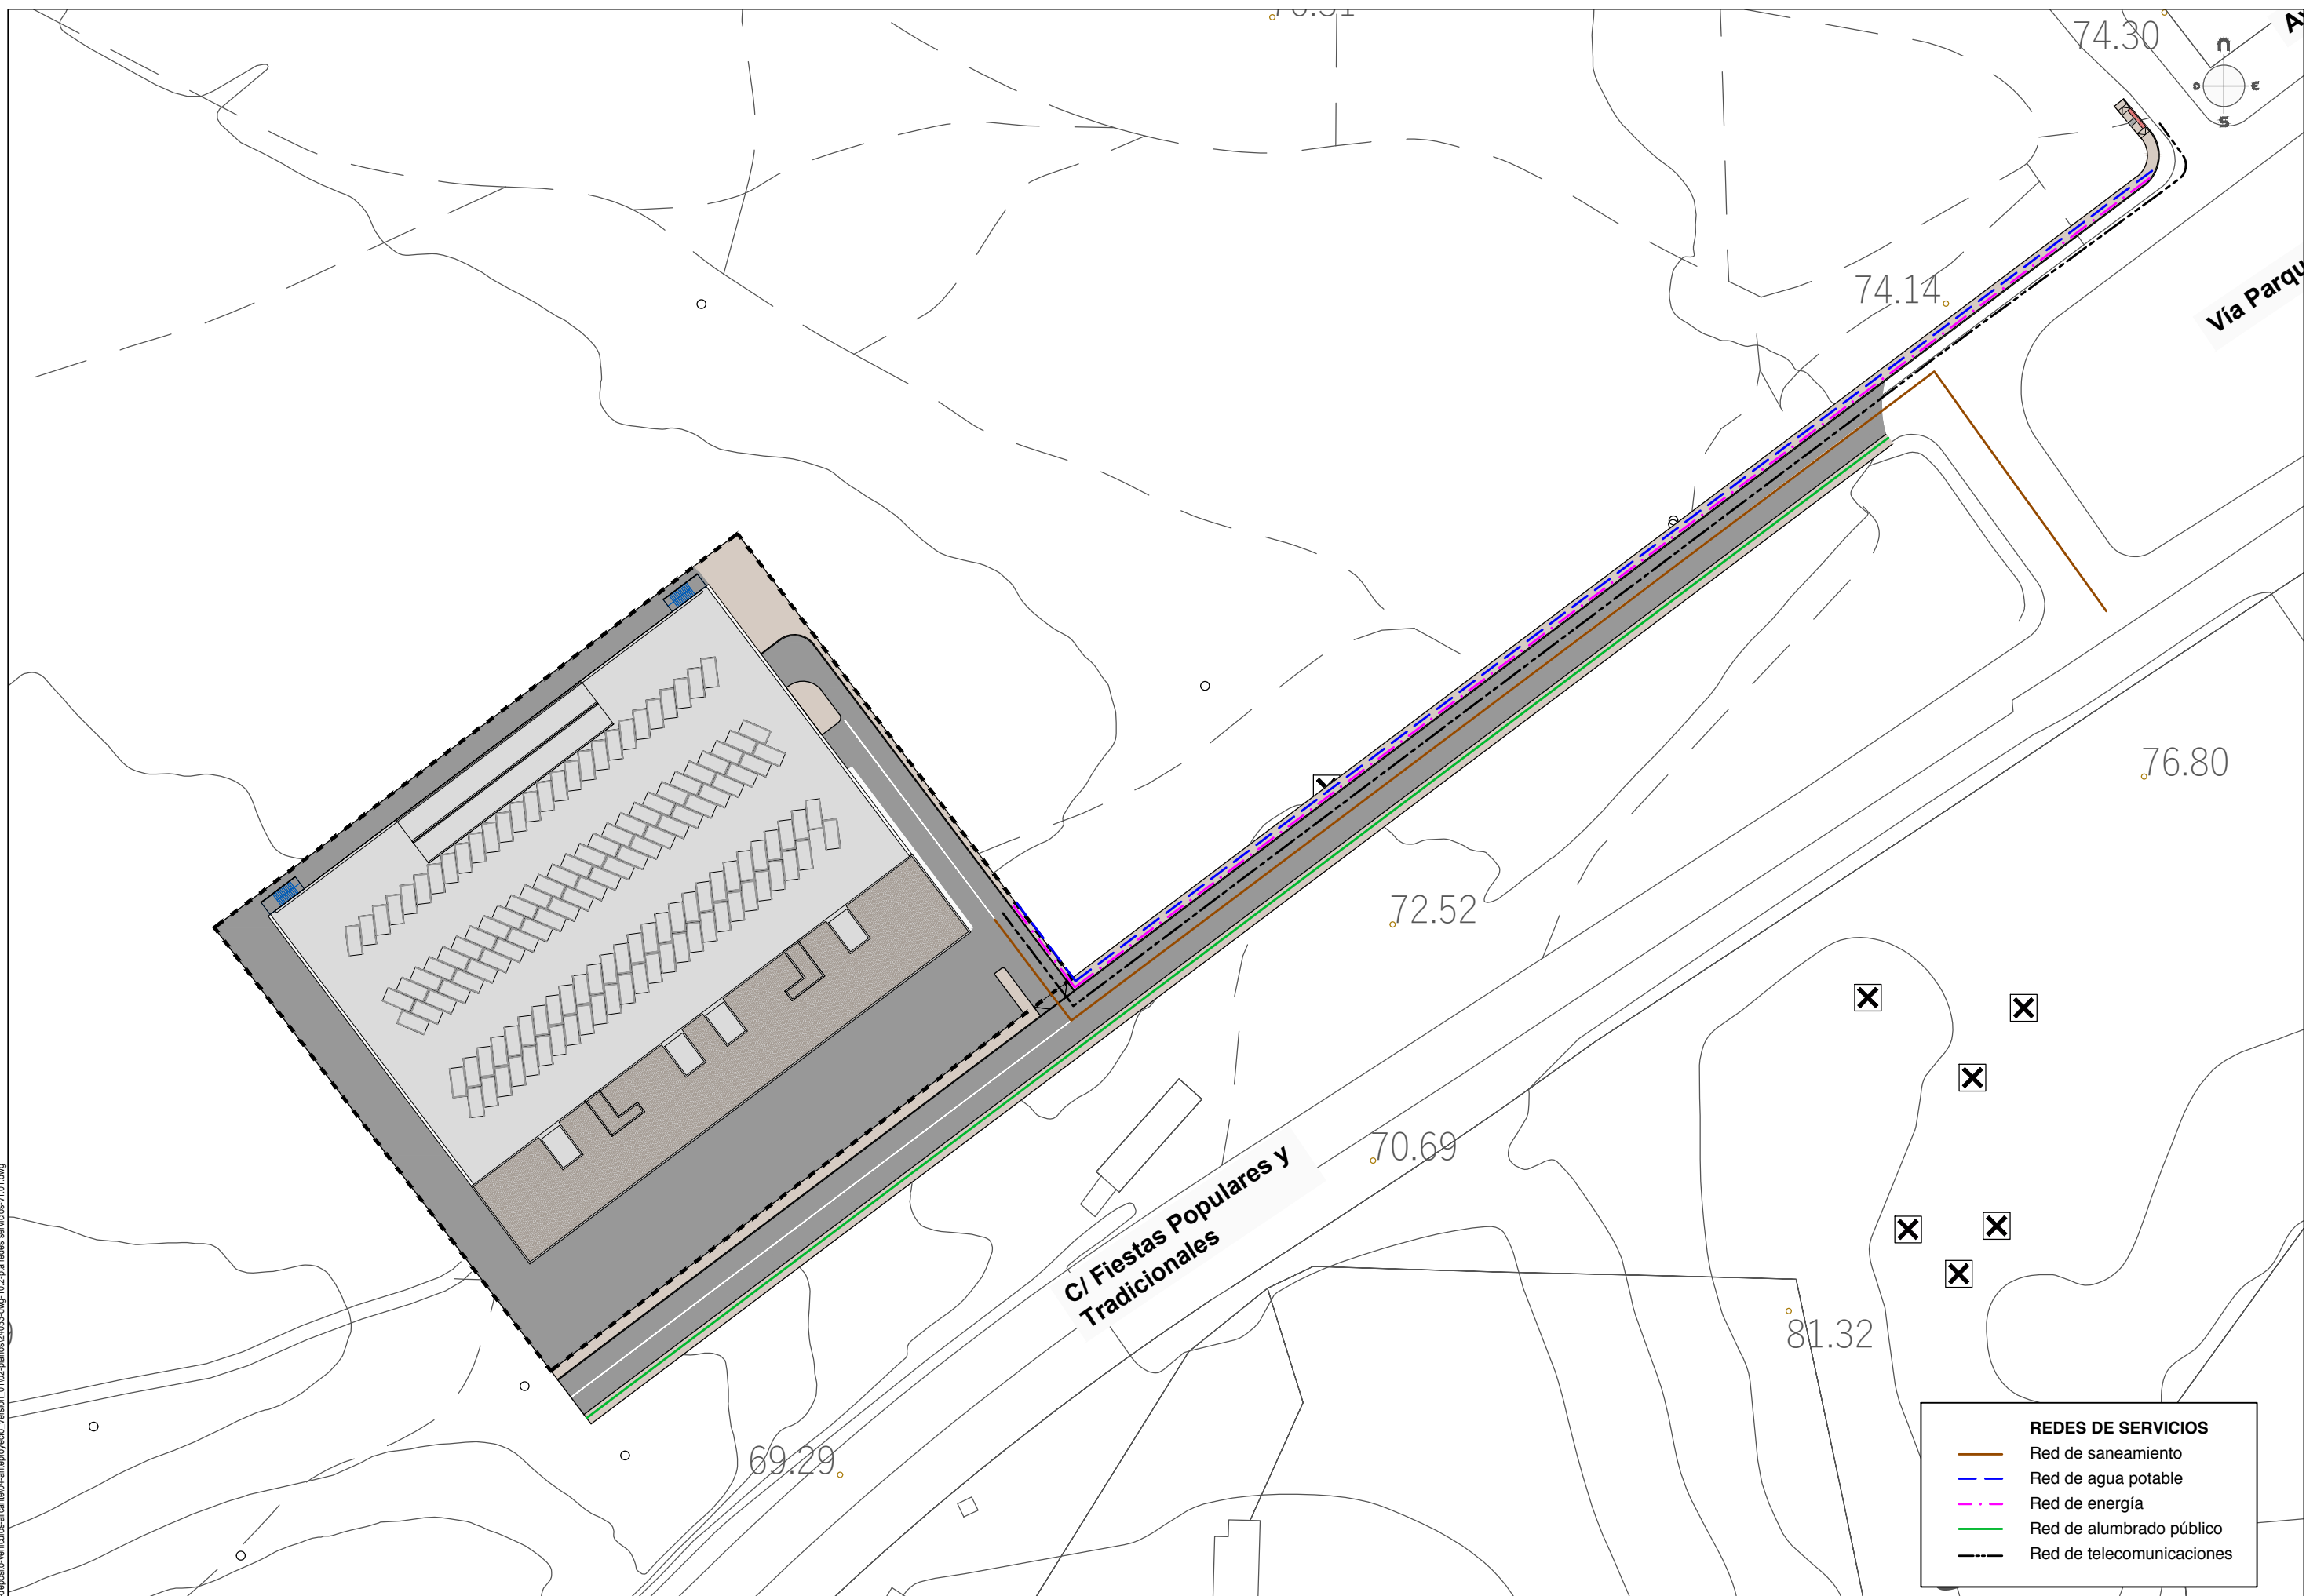 74.30
N
O
E
S
74.14
Vía Parqu
76.80
72.52
70.69
C/ Fiestas Populares y
Tradicionales
81.32
69.29
REDES DE SERVICIOS
Red de saneamiento
Red de agua potable
Red de energía
Red de alumbrado público
Red de telecomunicaciones